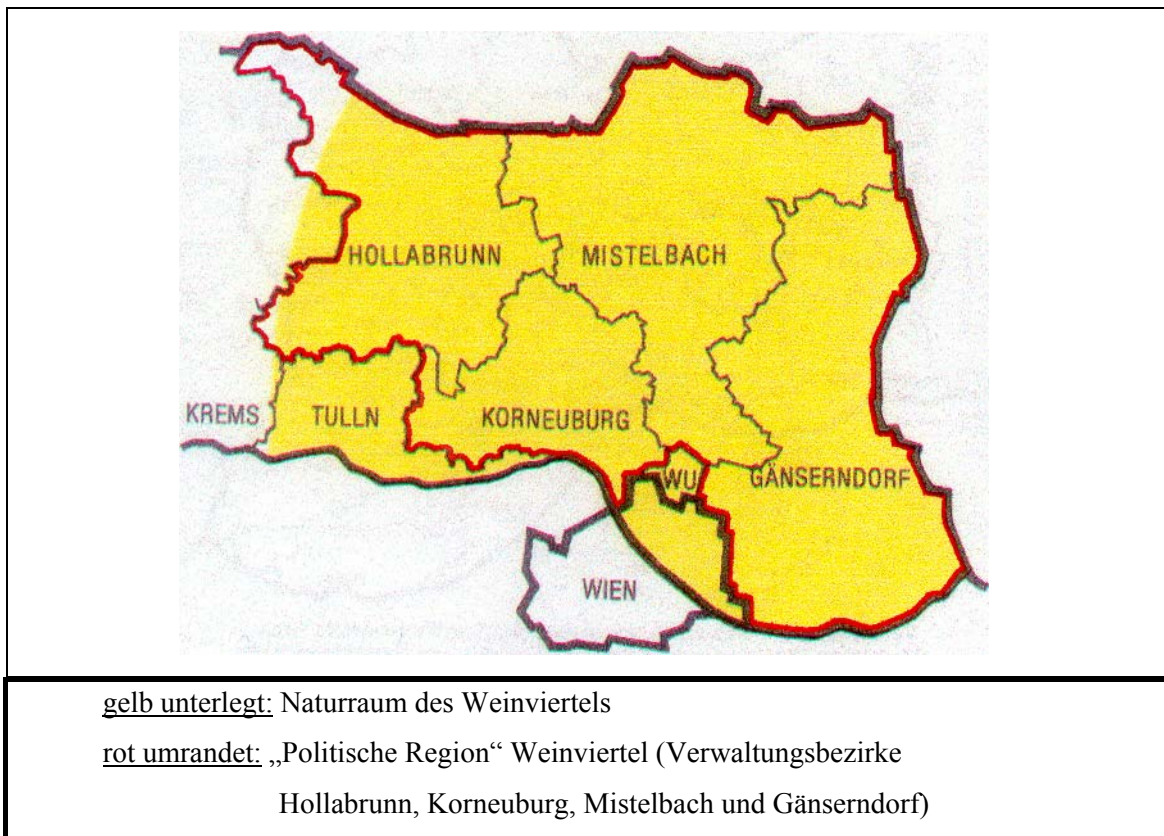 HOLLABRUNN
MISTELBACH
KREMS
TULLN
KORNEUBURG
WU
GÄNSERNDORF
WIEN
gelb unterlegt: Naturraum des Weinviertels
rot umrandet: „Politische Region“ Weinviertel (Verwaltungsbezirke
Hollabrunn, Korneuburg, Mistelbach und Gänserndorf)